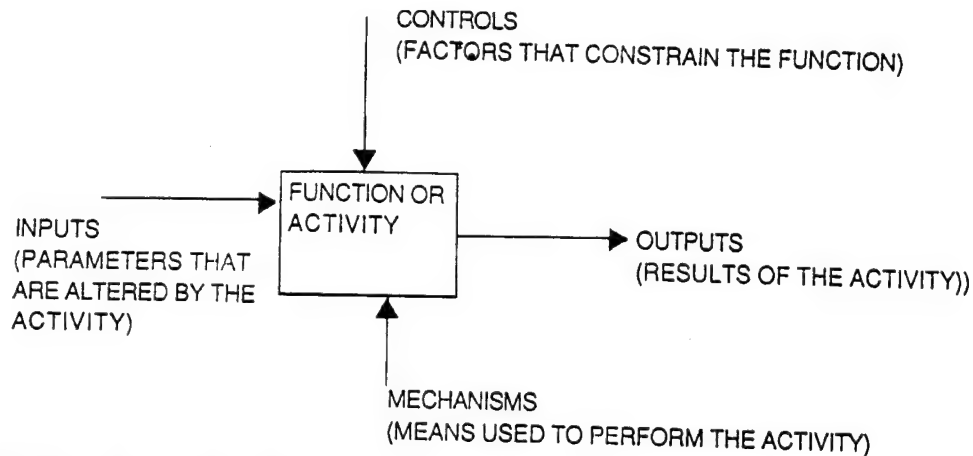 CONTROLS
(FACTORS THAT CONSTRAIN THE FUNCTION)
FUNCTION OR
ACTIVITY
INPUTS
(PARAMETERS THAT
ARE ALTERED BY THE
ACTIVITY)
OUTPUTS
(RESULTS OF THE ACTIVITY))
MECHANISMS
(MEANS USED TO PERFORM THE ACTIVITY)